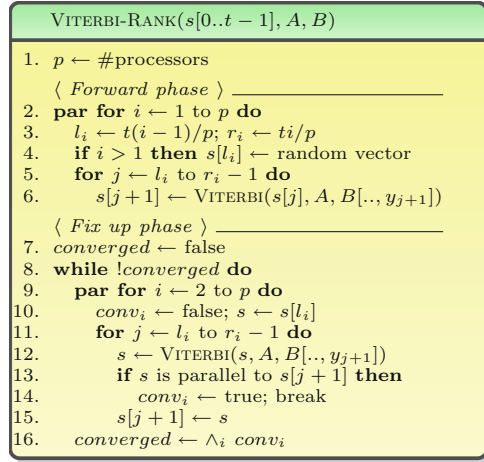 VITERBI-RANK(s[0..t − 1], A, B)
1. p ← #processors
⟨ Forward phase ⟩
2. par for i ← 1 to p do
3. l_i ← t(i − 1)/p; r_i ← ti/p
4. if i > 1 then s[l_i] ← random vector
5. for j ← l_i to r_i − 1 do
6. s[j + 1] ← VITERBI(s[j], A, B[.., y_{j+1}])
⟨ Fix up phase ⟩
7. converged ← false
8. while !converged do
9. par for i ← 2 to p do
10. conv_i ← false; s ← s[l_i]
11. for j ← l_i to r_i − 1 do
12. s ← VITERBI(s, A, B[.., y_{j+1}])
13. if s is parallel to s[j + 1] then
14. conv_i ← true; break
15. s[j + 1] ← s
16. converged ← ∧_i conv_i